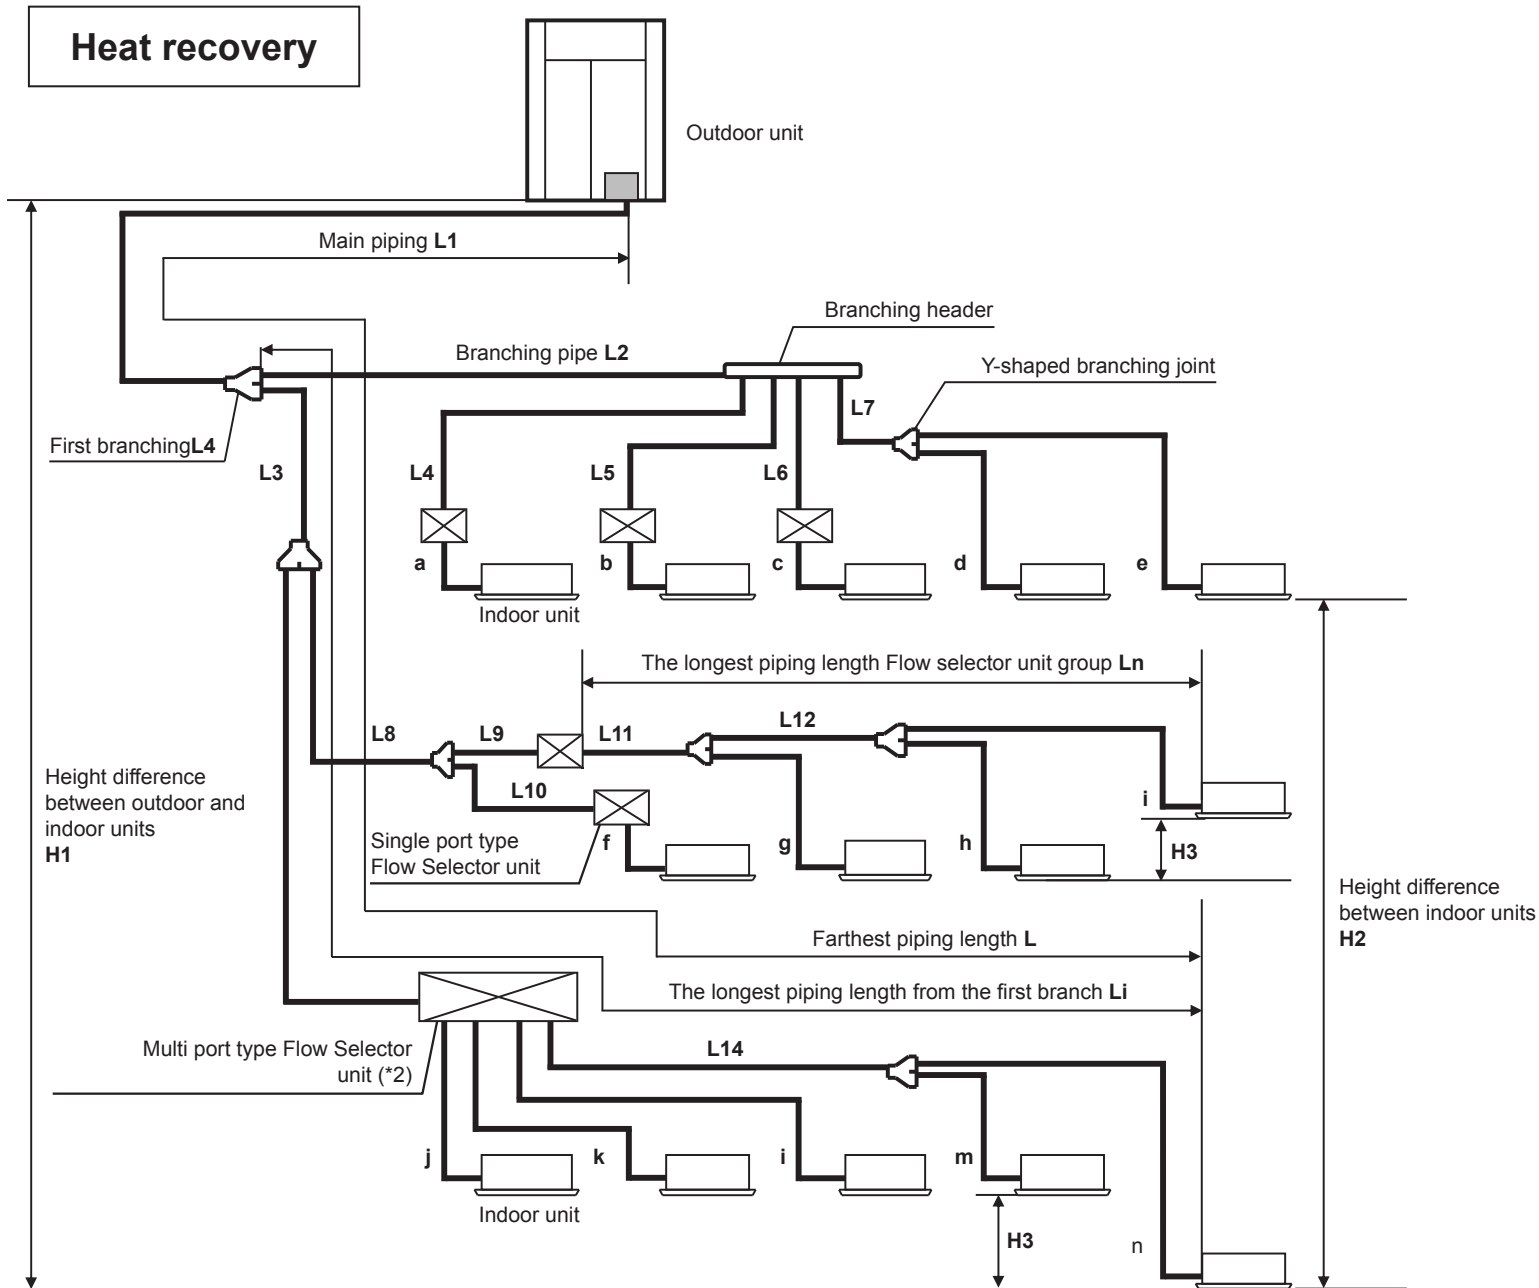 Heat recovery
Outdoor unit
Main piping L1
Branching header
Branching pipe L2
Y-shaped branching joint
L7
First branchingL4
L3
L4
L5
L6
a
b
c
d
e
Indoor unit
The longest piping length Flow selector unit group Ln
L8
L9
L11
L12
L10
Height difference
between outdoor and
indoor units
H1
Single port type
Flow Selector unit
f
g
h
i
H3
Height difference
between indoor units
H2
Farthest piping length L
The longest piping length from the first branch Li
Multi port type Flow Selector
unit (*2)
L14
j
k
i
m
Indoor unit
H3
n